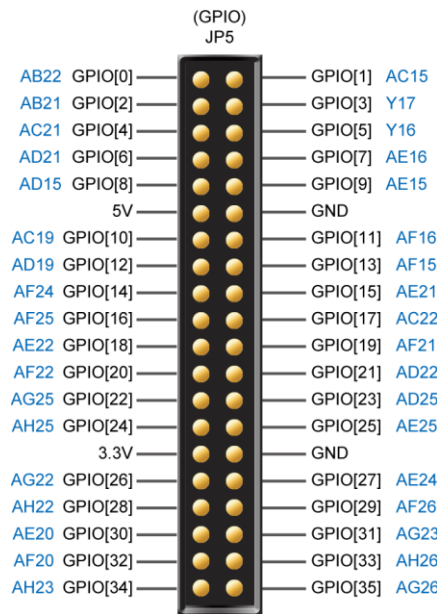 (GPIO)
JP5
AB22 GPIO[0] GPIO[1] AC15
AB21 GPIO[2] GPIO[3] Y17
AC21 GPIO[4] GPIO[5] Y16
AD21 GPIO[6] GPIO[7] AE16
AD15 GPIO[8] GPIO[9] AE15
5V GND
AC19 GPIO[10] GPIO[11] AF16
AD19 GPIO[12] GPIO[13] AF15
AF24 GPIO[14] GPIO[15] AE21
AF25 GPIO[16] GPIO[17] AC22
AE22 GPIO[18] GPIO[19] AF21
AF22 GPIO[20] GPIO[21] AD22
AG25 GPIO[22] GPIO[23] AD25
AH25 GPIO[24] GPIO[25] AE25
3.3V GND
AG22 GPIO[26] GPIO[27] AE24
AH22 GPIO[28] GPIO[29] AF26
AE20 GPIO[30] GPIO[31] AG23
AF20 GPIO[32] GPIO[33] AH26
AH23 GPIO[34] GPIO[35] AG26